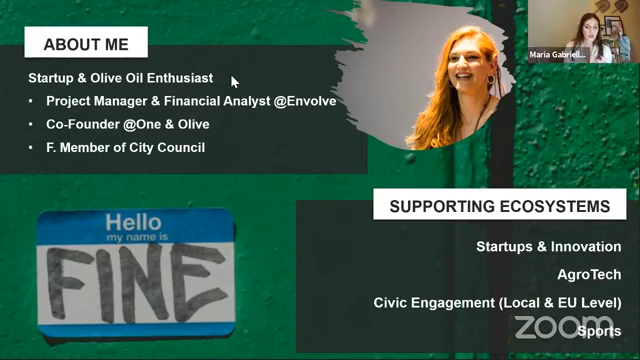 ABOUT ME
Startup & Olive Oil Enthusiast
• Project Manager & Financial Analyst @Envolve
• Co-Founder @One & Olive
• F. Member of City Council
Maria Gabriell...
SUPPORTING ECOSYSTEMS
Startups & Innovation
AgroTech
Civic Engagement (Local & EU Level)
Sports
Hello
my name is
FINE
zoom